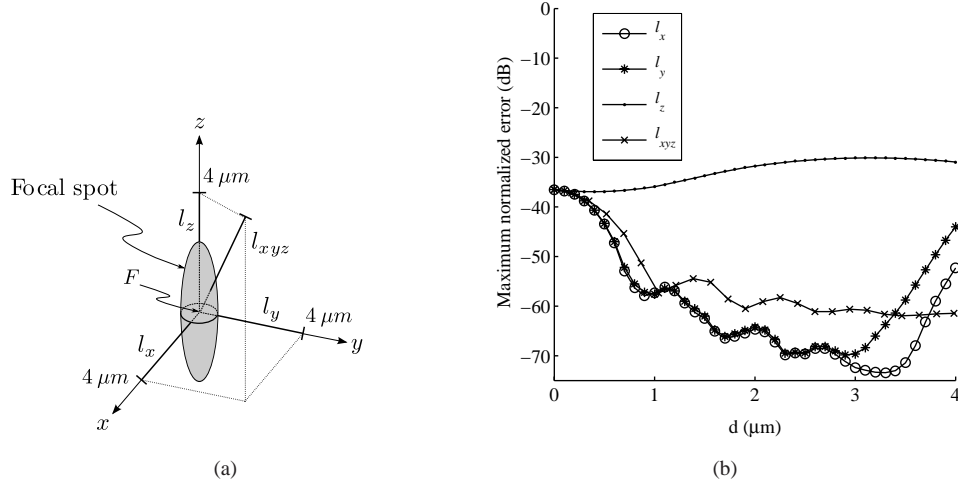 z
4 μm
Focal spot
l_z
l_xyz
F
l_y
4 μm
l_x
y
4 μm
x
(a)
0
−10
−20
−30
−40
−50
−60
−70
Maximum normalized error (dB)
l_x
l_y
l_z
l_xyz
0 1 2 3 4
d (μm)
(b)